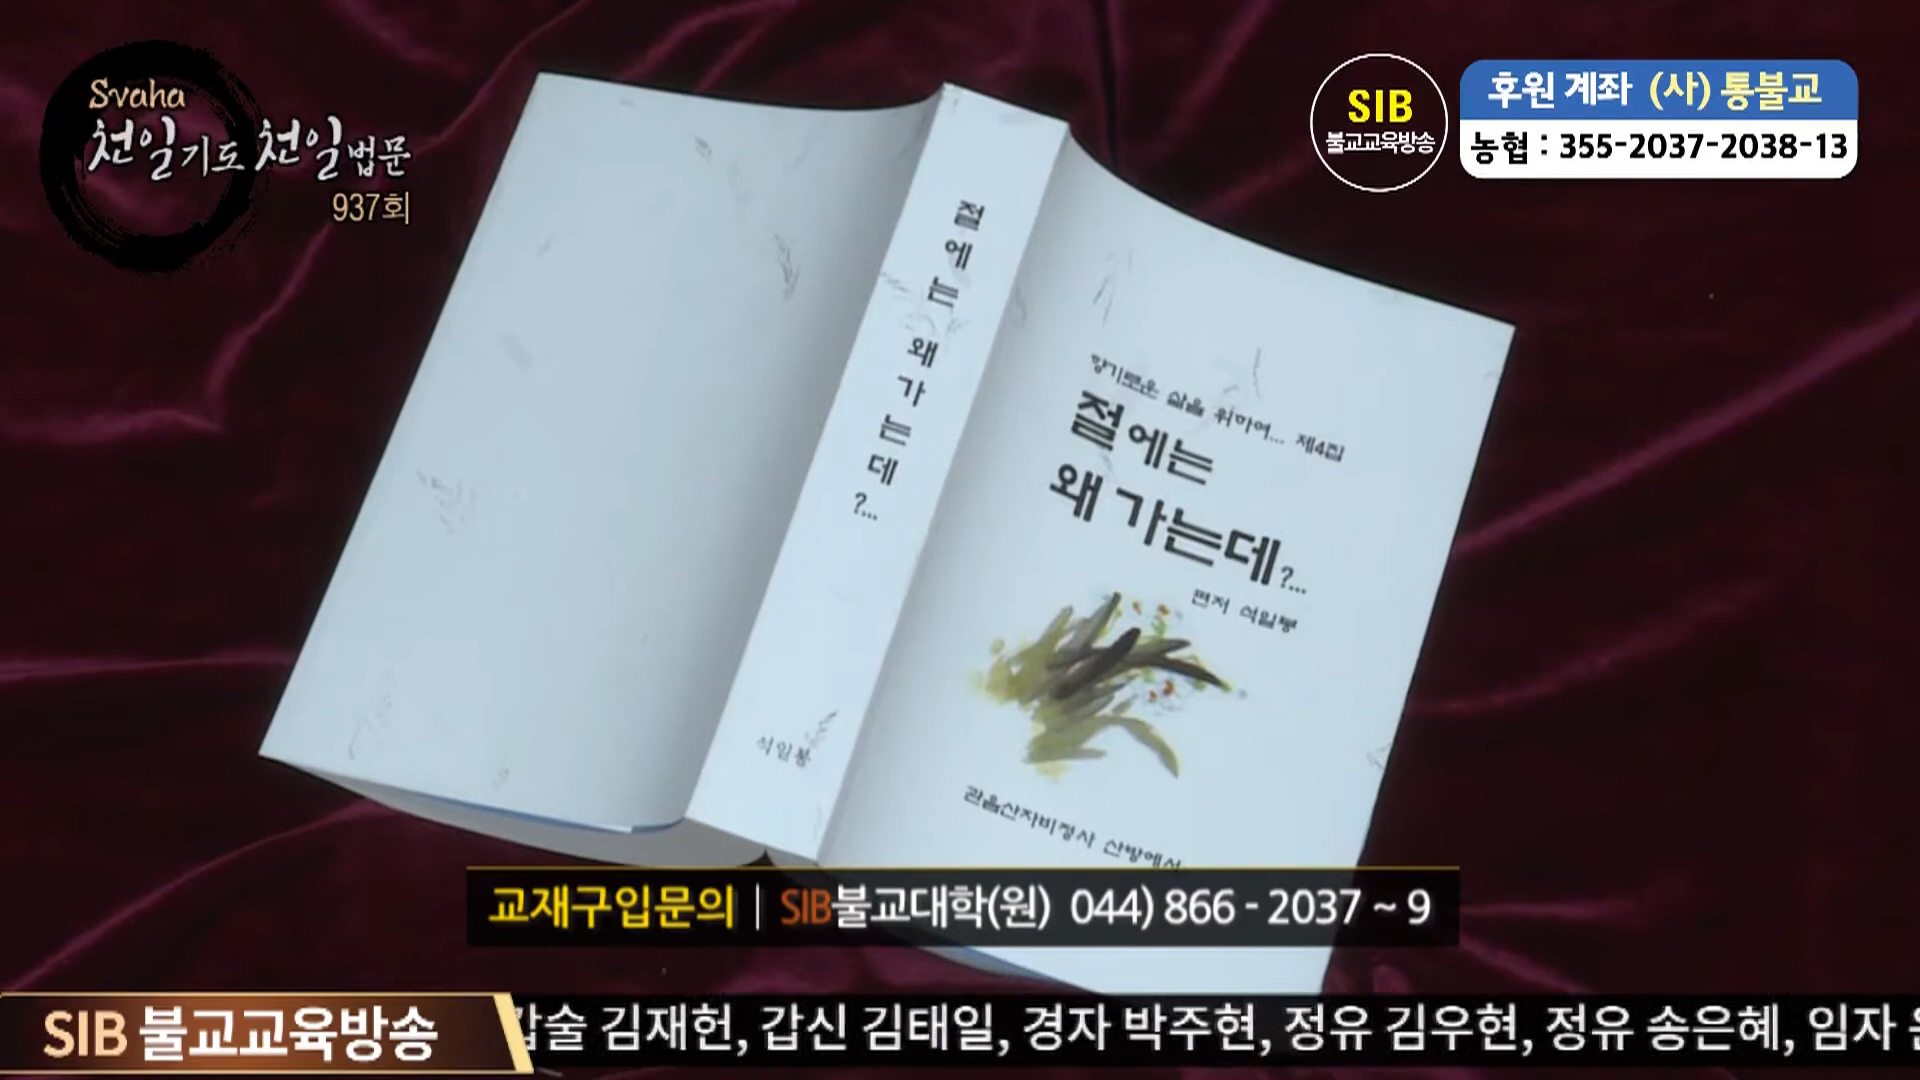 Svaha
천일기도 천일법문
937회
SIB
불교교육방송
후원 계좌 (사) 통불교
농협 : 355-2037-2038-13
절에는 왜 가는데?...
석일봉
향기로운 삶을 위하여... 제4집
절에는
왜 가는데?...
편저 석일봉
관음산자비정사 산방에서
교재구입문의 | SIB불교대학(원) 044) 866 - 2037 ~ 9
SIB 불교교육방송
갑술 김재헌, 갑신 김태일, 경자 박주현, 정유 김우현, 정유 송은혜, 임자